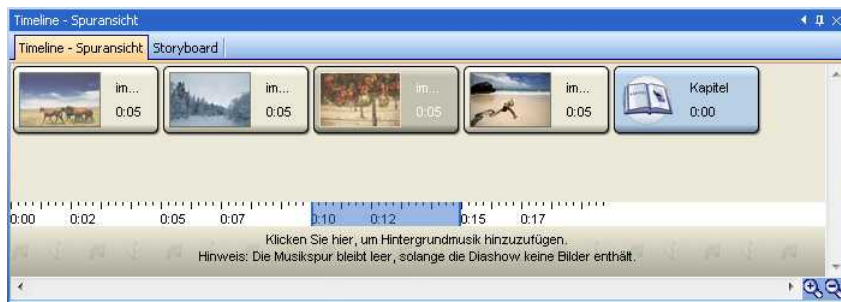 Timeline - Spuransicht
Timeline - Spuransicht Storyboard
im... im... im... im... Kapitel
0:05 0:05 0:05 0:05 0:00
0:00 0:02 0:05 0:07 0:10 0:12 0:15 0:17
Klicken Sie hier, um Hintergrundmusik hinzuzufügen.
Hinweis: Die Musikspur bleibt leer, solange die Diashow keine Bilder enthält.